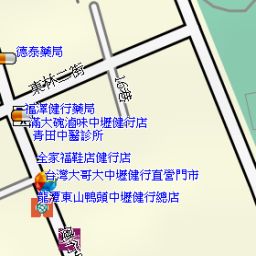 德泰藥局
東林二街
16巷
福澤健行藥局
滿大碗滷味中壢健行店
青田中醫診所
全家福鞋店健行店
台灣大哥大中壢健行直營門市
龍潭東山鴨頭中壢健行總店